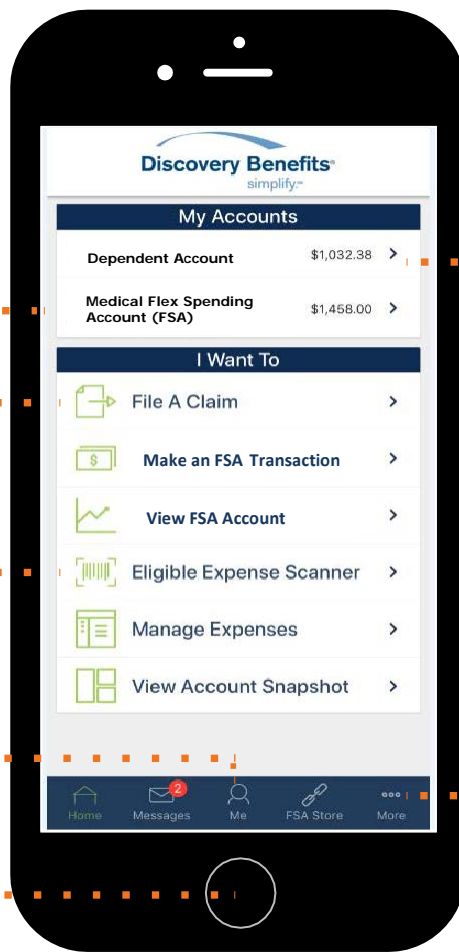 Discovery Benefits®
simplify.℠
My Accounts
Dependent Account $1,032.38
Medical Flex Spending
Account (FSA) $1,458.00
I Want To
File A Claim
$
Make an FSA Transaction
View FSA Account
Eligible Expense Scanner
Manage Expenses
View Account Snapshot
2
Home Messages Me FSA Store More